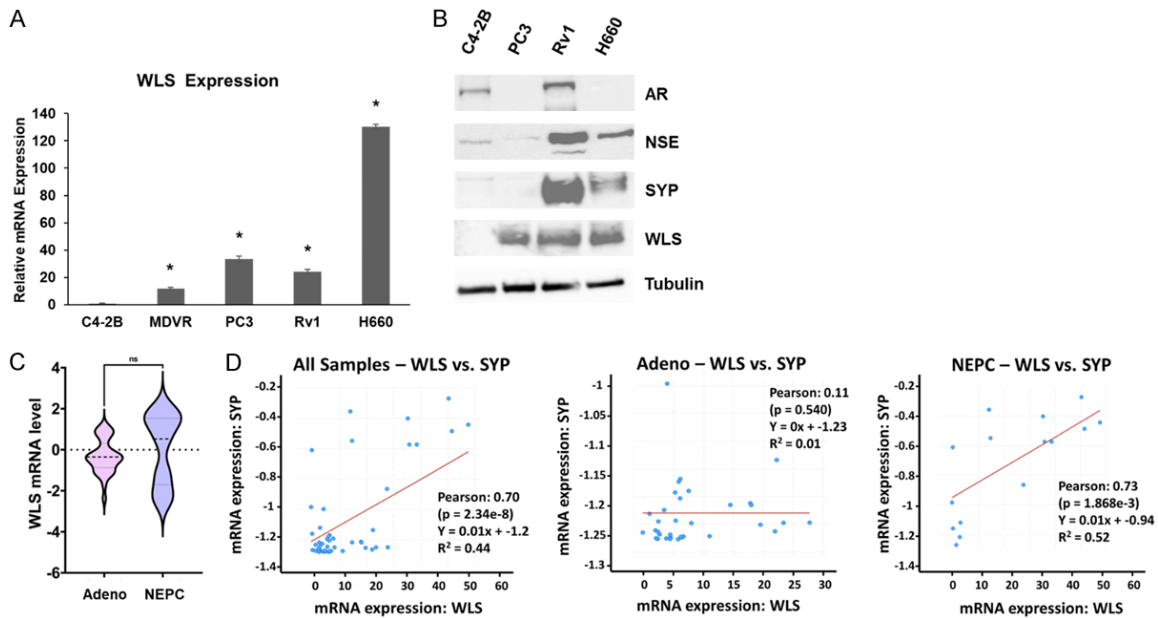 A
WLS Expression
Relative mRNA Expression
140
120
100
80
60
40
20
0
*
*
*
*
C4-2B MDVR PC3 Rv1 H660
B
C4-2B PC3 Rv1 H660
AR
NSE
SYP
WLS
Tubulin
C
ns
WLS mRNA level
4
2
0
-2
-4
-6
Adeno NEPC
D
All Samples – WLS vs. SYP
mRNA expression: SYP
-0.2
-0.4
-0.6
-0.8
-1
-1.2
-1.4
Pearson: 0.70
(p = 2.34e-8)
Y = 0.01x + -1.2
R² = 0.44
0 10 20 30 40 50 60
mRNA expression: WLS
Adeno – WLS vs. SYP
mRNA expression: SYP
-1
-1.05
-1.1
-1.15
-1.2
-1.25
-1.3
Pearson: 0.11
(p = 0.540)
Y = 0x + -1.23
R² = 0.01
0 5 10 15 20 25 30
mRNA expression: WLS
NEPC – WLS vs. SYP
mRNA expression: SYP
-0.2
-0.4
-0.6
-0.8
-1
-1.2
-1.4
Pearson: 0.73
(p = 1.868e-3)
Y = 0.01x + -0.94
R² = 0.52
0 10 20 30 40 50 60
mRNA expression: WLS